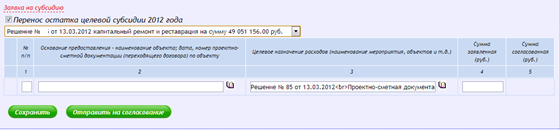 Заявка на субсидию
Перенос остатка целевой субсидии 2012 года
Решение № от 13.03.2012 капитальный ремонт и реставрация на сумму 49 051 156.00 руб.
№ п/п
Основание предоставления - наименование объекта; дата, номер проектно-сметной документации (переходящего договора) по объекту
Целевое назначение расходов (наименование мероприятия, объектов и т.д.)
Сумма заявленная (руб.)
Сумма согласованная (руб.)
1 2 3 4 5
Решение № 85 от 13.03.2012<br>Проектно-сметная документа
Сохранить Отправить на согласование